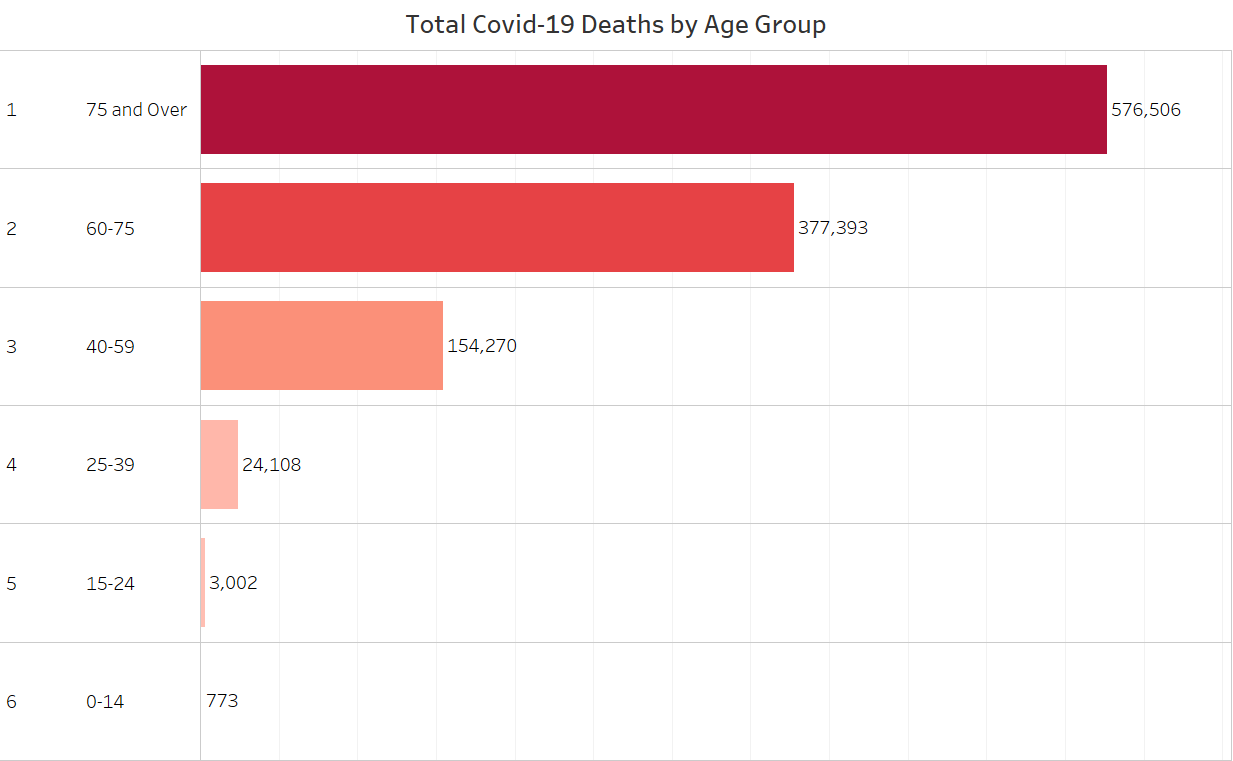 Total Covid-19 Deaths by Age Group
1 75 and Over 576,506
2 60-75 377,393
3 40-59 154,270
4 25-39 24,108
5 15-24 3,002
6 0-14 773